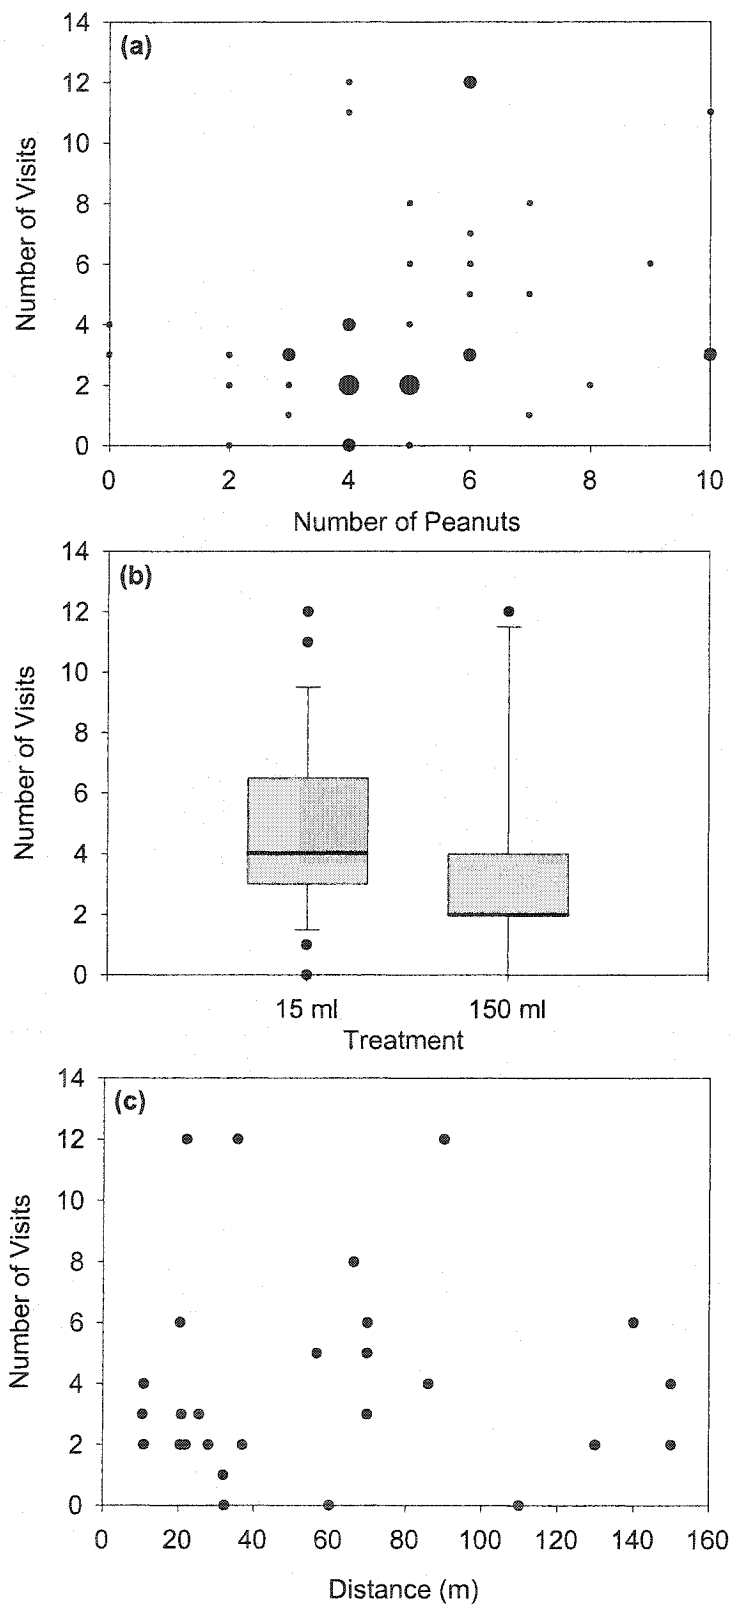 (a)
14
12
10
8
6
4
2
0
Number of Visits
0 2 4 6 8 10
Number of Peanuts
(b)
14
12
10
8
6
4
2
0
Number of Visits
15 ml 150 ml
Treatment
(c)
14
12
10
8
6
4
2
0
Number of Visits
0 20 40 60 80 100 120 140 160
Distance (m)